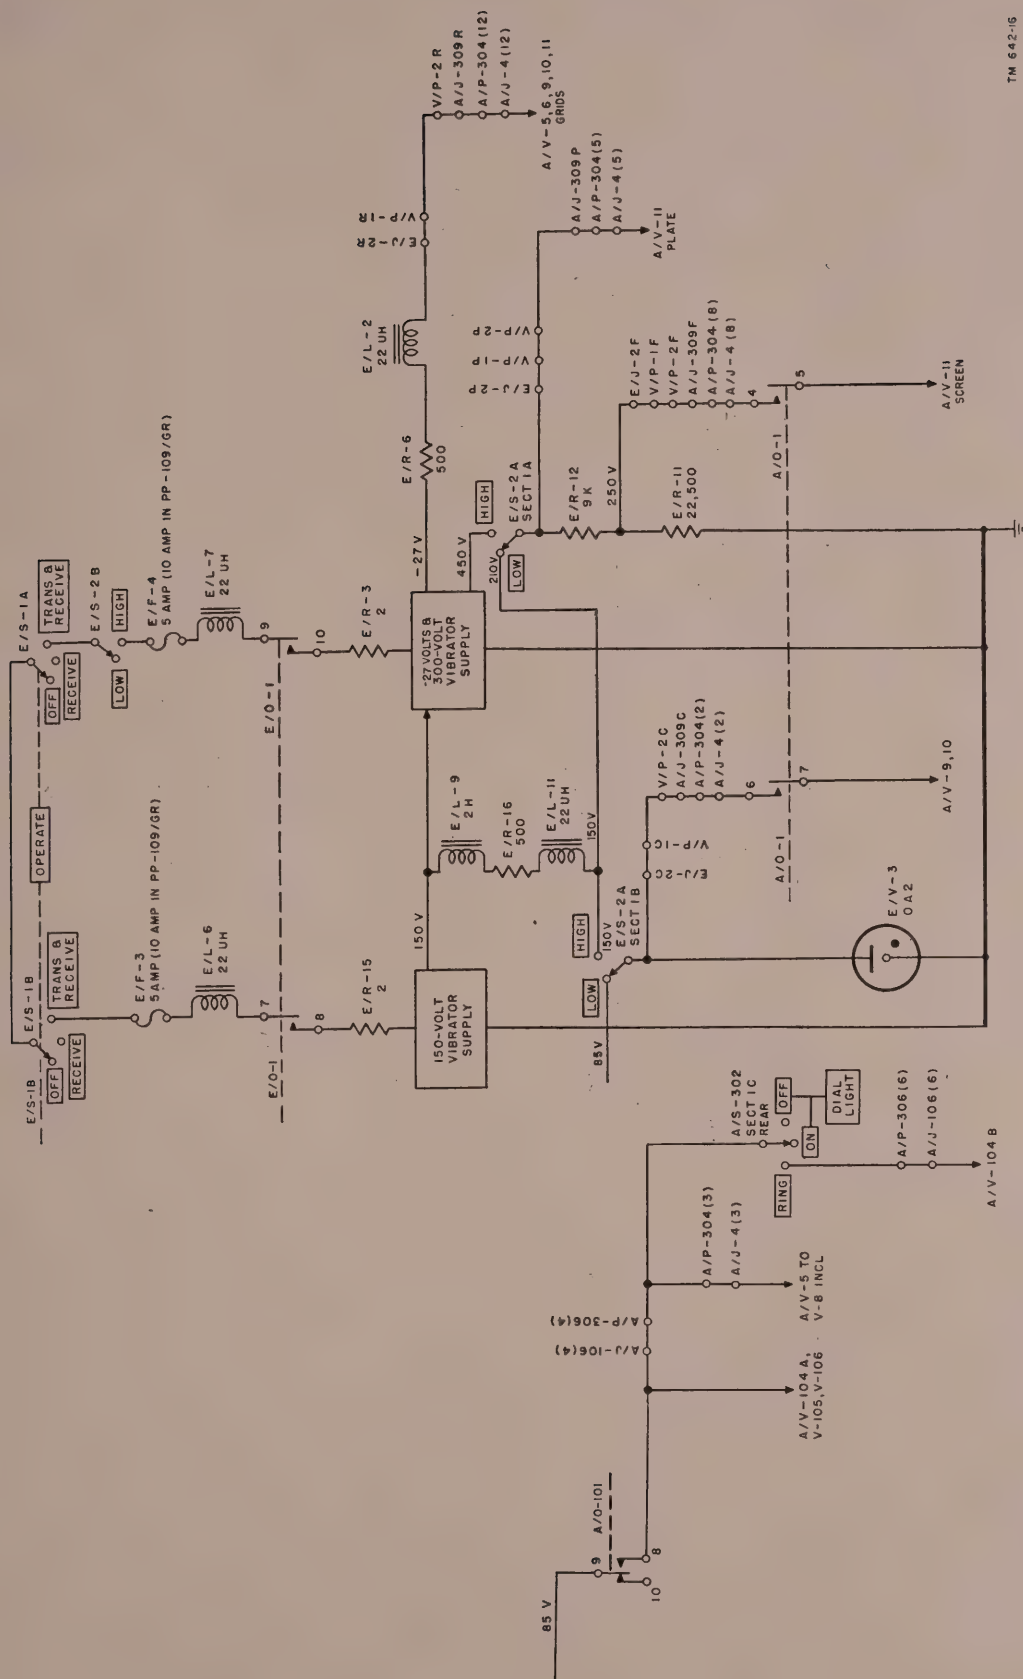 E/S-1B
E/S-1B
TRANS &
RECEIVE
OFF
RECEIVE
OPERATE
E/S-1A
TRANS &
RECEIVE
OFF
RECEIVE
E/S-2B
HIGH
LOW
E/F-3
5 AMP (10 AMP IN PP-109/GR)
E/F-4
5 AMP (10 AMP IN PP-109/GR)
E/L-6
22 UH
E/L-7
22 UH
7
8
9
10
E/O-1
E/O-1
E/R-15
2
E/R-3
2
150-VOLT
VIBRATOR
SUPPLY
150 V
-27 VOLTS &
300-VOLT
VIBRATOR
SUPPLY
-27V
E/R-6
500
E/L-2
22 UH
E/J-2R
V/P-1R
V/P-2R
A/J-309R
A/P-304(12)
A/J-4(12)
A/V-5,6,9,10,11
GRIDS
E/L-9
2H
E/R-16
500
E/L-11
22 UH
150V
450 V
210V
HIGH
LOW
E/S-2A
SECT 1A
E/J-2P
V/P-1P
V/P-2P
A/J-309P
A/P-304(5)
A/J-4(5)
A/V-11
PLATE
E/R-12
9 K
250V
E/R-11
22,500
E/J-2F
V/P-1F
V/P-2F
A/J-309F
A/P-304(8)
A/J-4(8)
4
5
A/O-1
A/V-11
SCREEN
85V
LOW
HIGH
150V
E/S-2A
SECT 1B
E/J-2C
V/P-1C
V/P-2C
A/J-309C
A/P-304(2)
A/J-4(2)
6
7
A/O-1
A/V-9,10
E/V-3
OA2
85 V
9
A/O-101
10
8
A/V-104A,
V-105,V-106
A/J-106(4)
A/P-306(4)
A/P-304(3)
A/J-4(3)
A/V-5 TO
V-8 INCL
A/S-302
SECT 1C
REAR
RING
ON
OFF
DIAL
LIGHT
A/P-306(6)
A/J-106(6)
A/V-104B
TM 642-16